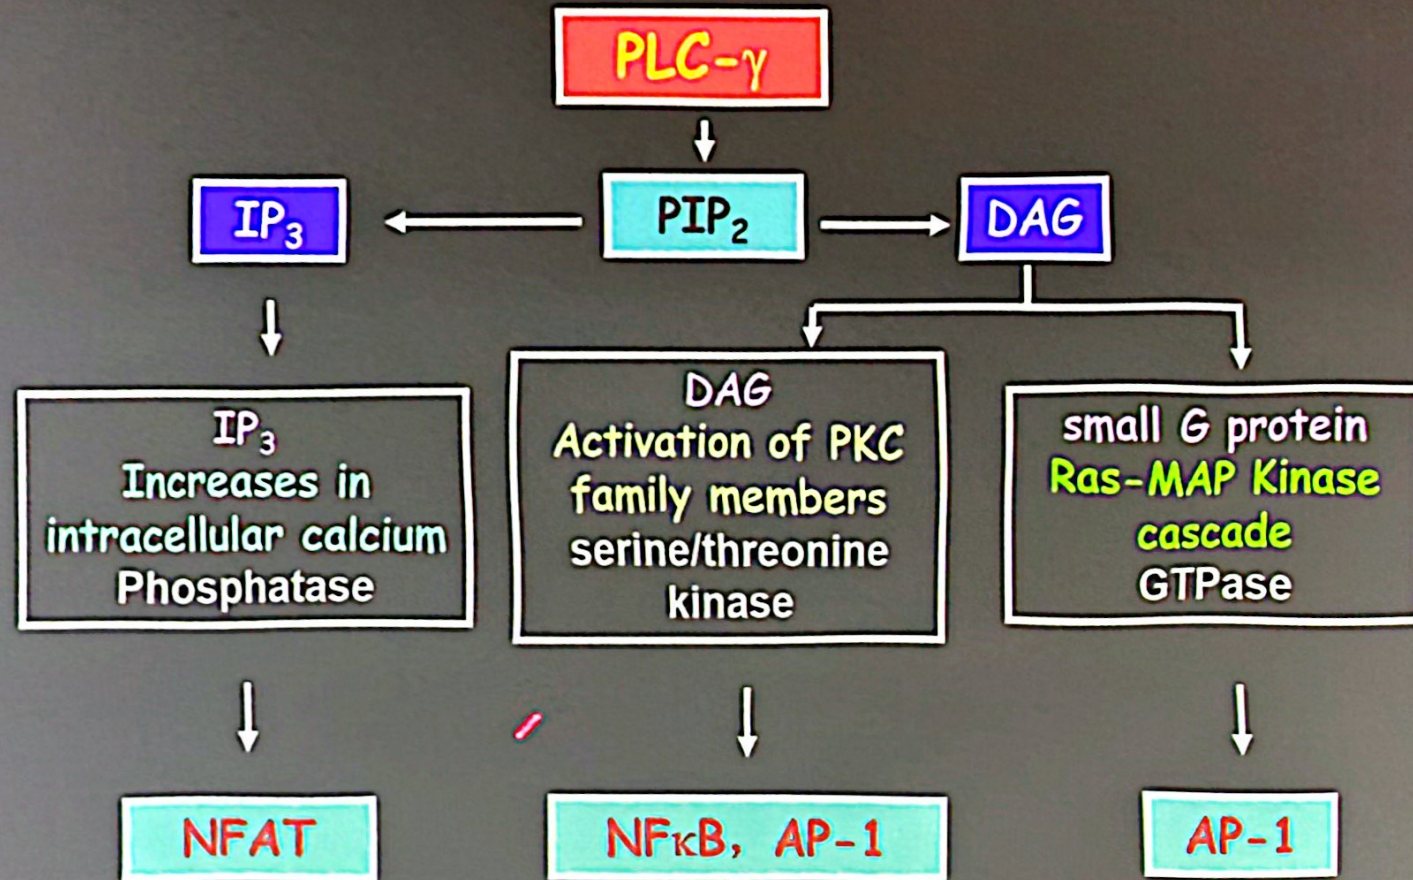 PLC-γ
IP₃
PIP₂
DAG
IP₃
Increases in
intracellular calcium
Phosphatase
DAG
Activation of PKC
family members
serine/threonine
kinase
small G protein
Ras-MAP Kinase
cascade
GTPase
NFAT
NFκB, AP-1
AP-1